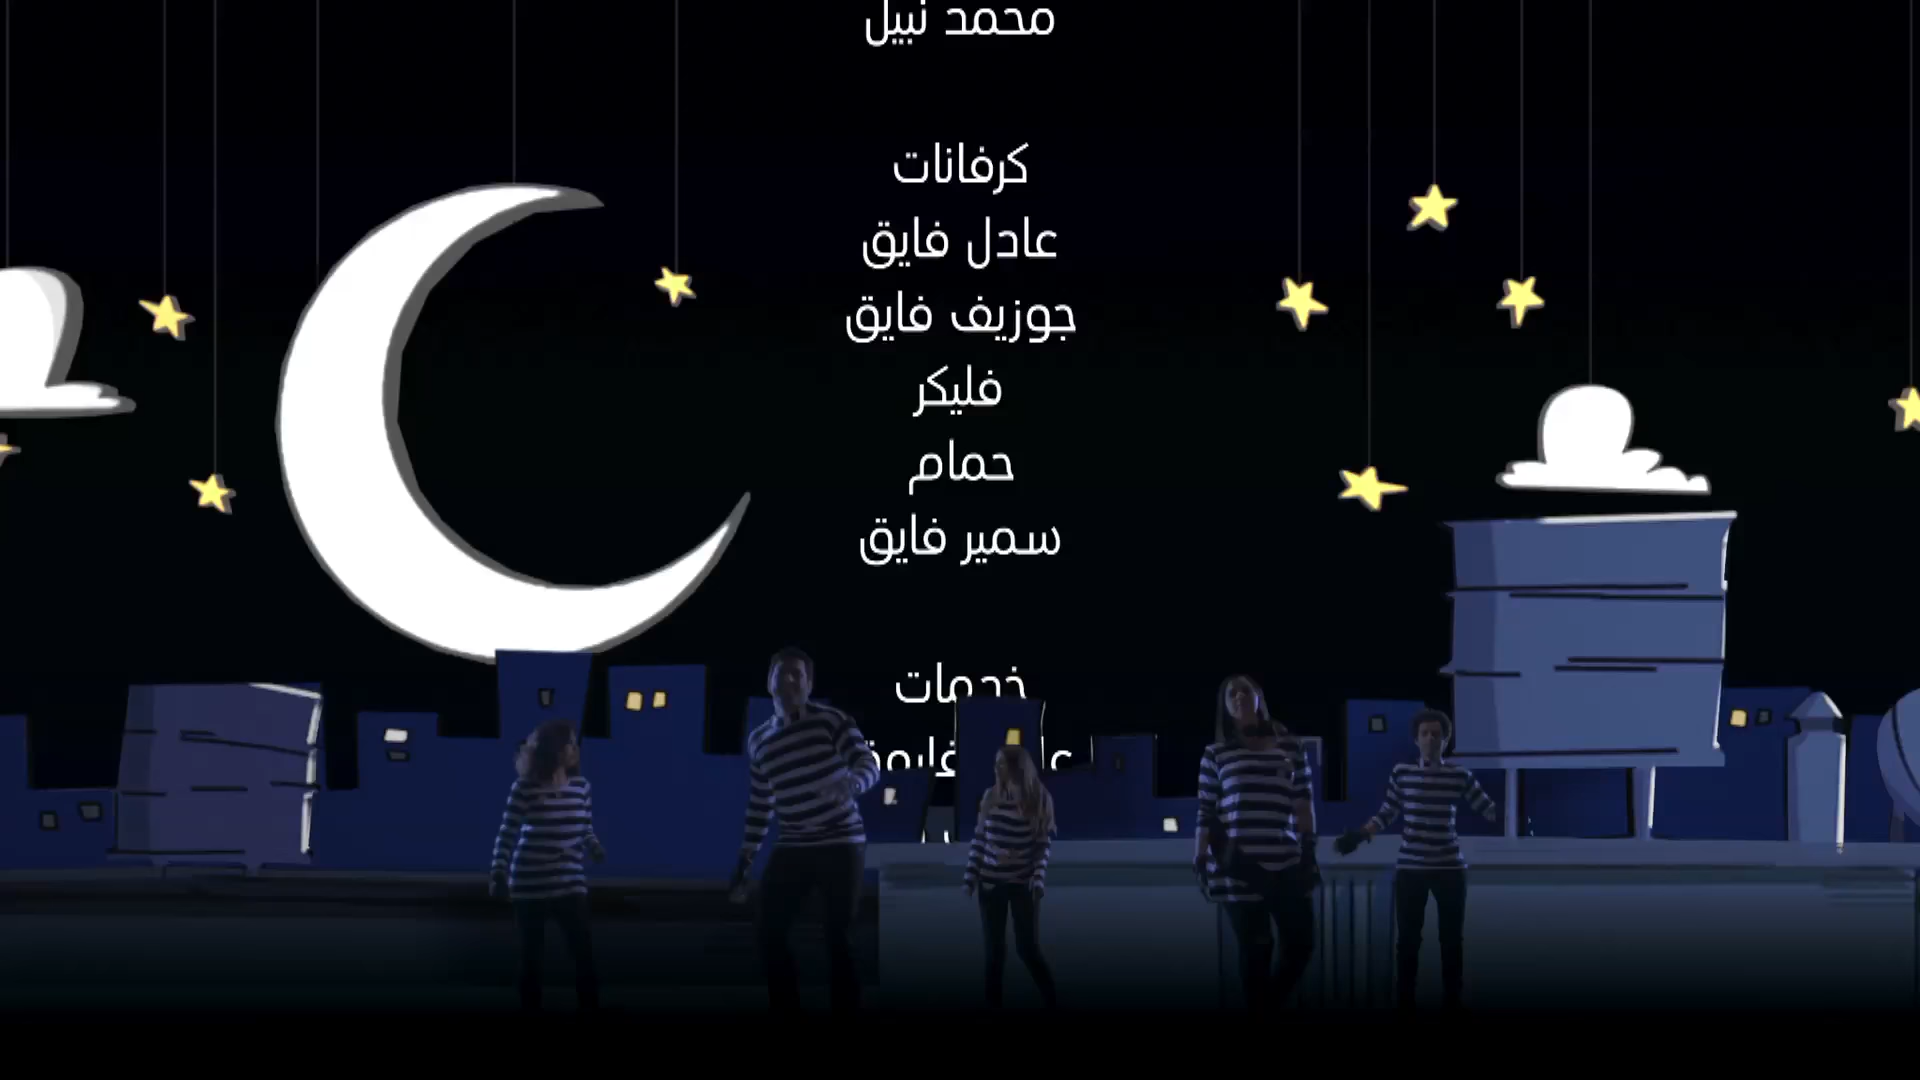 محمد نبيل
كرفانات
عادل فايق
جوزيف فايق
فليكر
حمام
سمير فايق
خدمات